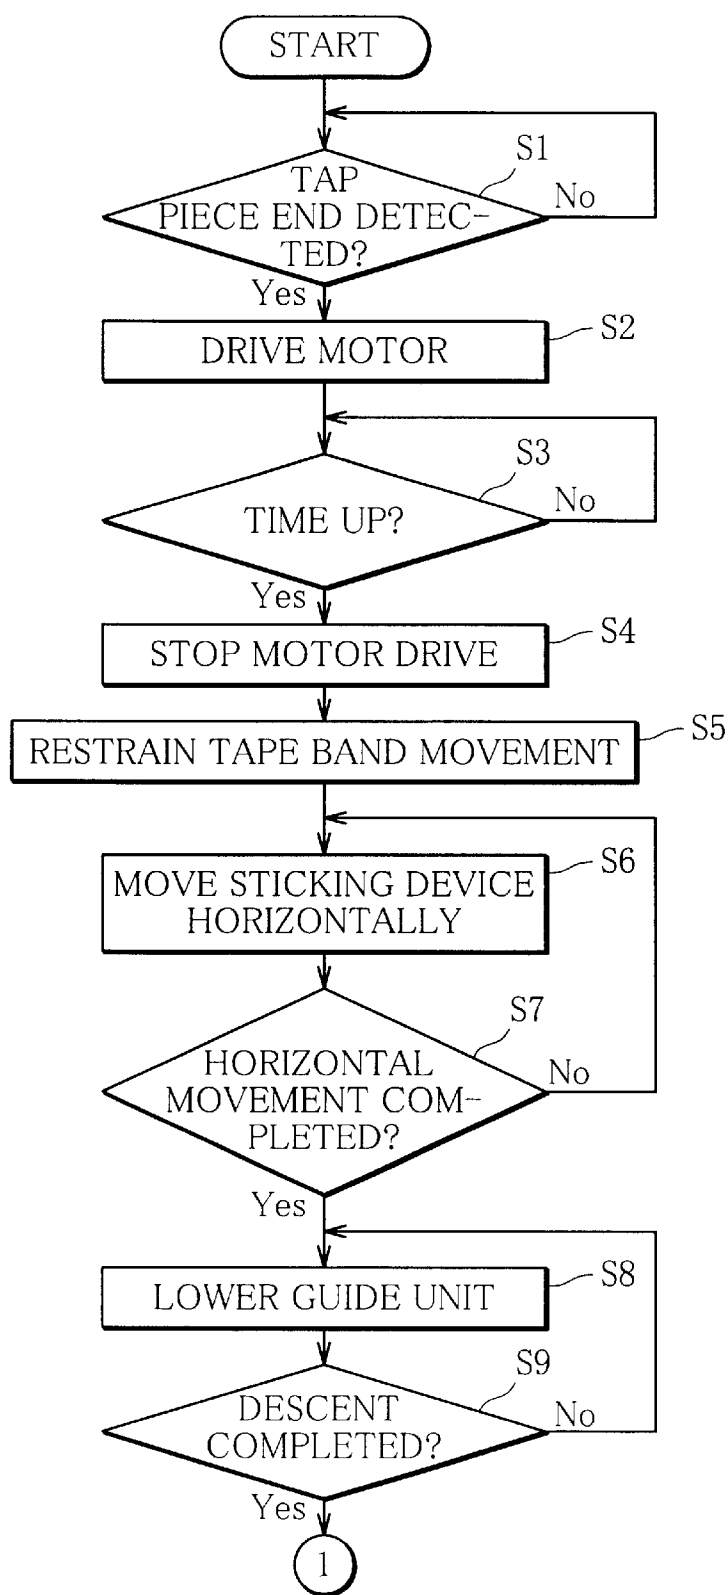 START
S1
TAP
PIECE END DETEC-
TED?
No
Yes
S2
DRIVE MOTOR
S3
TIME UP?
No
Yes
S4
STOP MOTOR DRIVE
S5
RESTRAIN TAPE BAND MOVEMENT
S6
MOVE STICKING DEVICE
HORIZONTALLY
S7
HORIZONTAL
MOVEMENT COM-
PLETED?
No
Yes
S8
LOWER GUIDE UNIT
S9
DESCENT
COMPLETED?
No
Yes
1